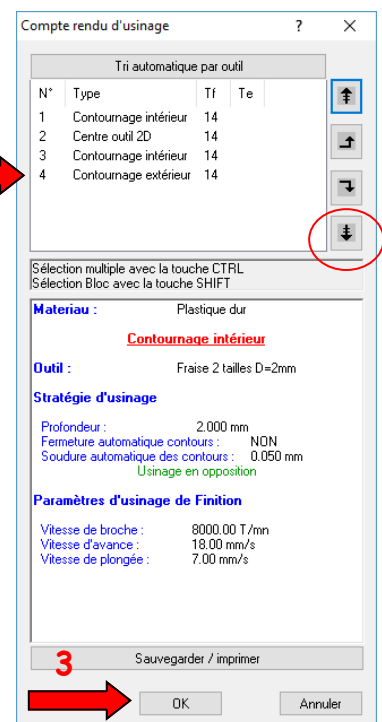 Compte rendu d'usinage ? ×
Tri automatique par outil
N° Type Tf Te
1 Contournage intérieur 14
2 Centre outil 2D 14
3 Contournage intérieur 14
4 Contournage extérieur 14
Sélection multiple avec la touche CTRL
Sélection Bloc avec la touche SHIFT
Materiau : Plastique dur
Contournage intérieur
Outil : Fraise 2 tailles D=2mm
Stratégie d'usinage
Profondeur : 2.000 mm
Fermeture automatique contours : NON
Soudure automatique des contours : 0.050 mm
Usinage en opposition
Paramètres d'usinage de Finition
Vitesse de broche : 8000.00 T/mn
Vitesse d'avance : 18.00 mm/s
Vitesse de plongée : 7.00 mm/s
Sauvegarder / imprimer
3
OK Annuler